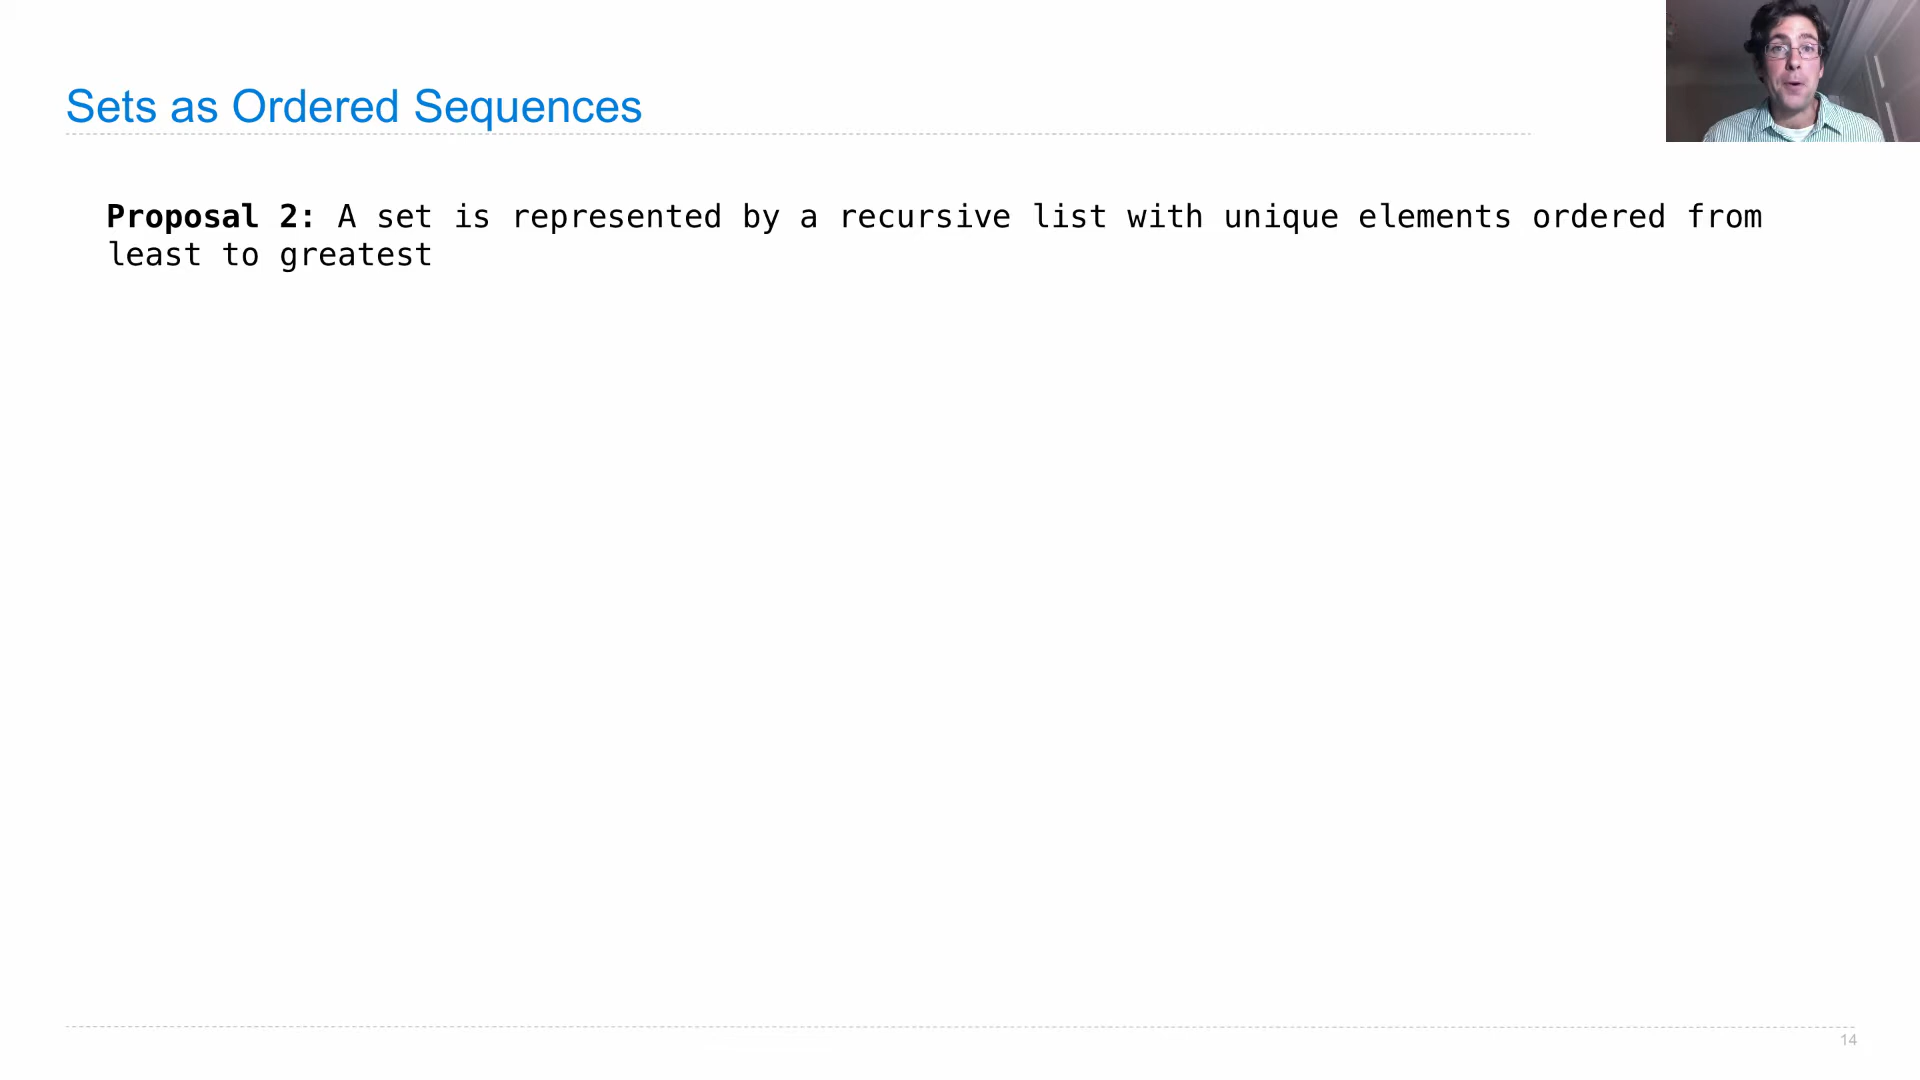 Sets as Ordered Sequences
Proposal 2: A set is represented by a recursive list with unique elements ordered from
least to greatest
14